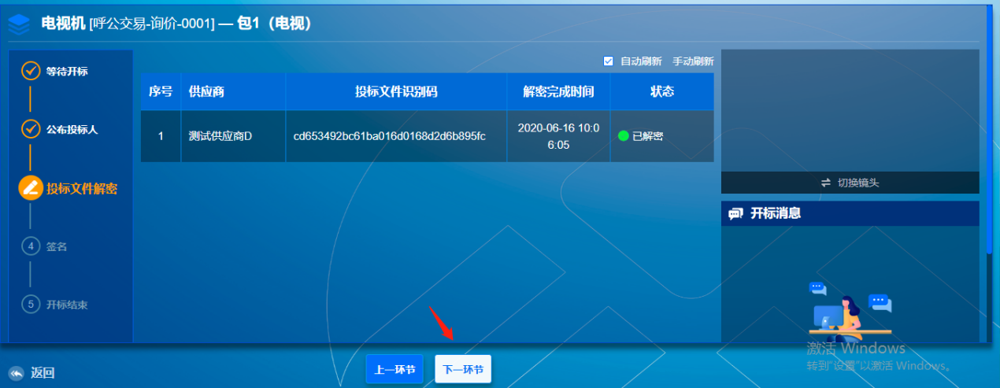 电视机 [呼公交易-询价-0001] — 包1（电视）
等待开标
公布投标人
投标文件解密
4 签名
5 开标结束
自动刷新 手动刷新
序号 供应商 投标文件识别码 解密完成时间 状态
1 测试供应商D cd653492bc61ba016d0168d2d6b895fc 2020-06-16 10:0
6:05 已解密
切换镜头
开标消息
激活 Windows
转到"设置"以激活 Windows。
返回
上一环节
下一环节